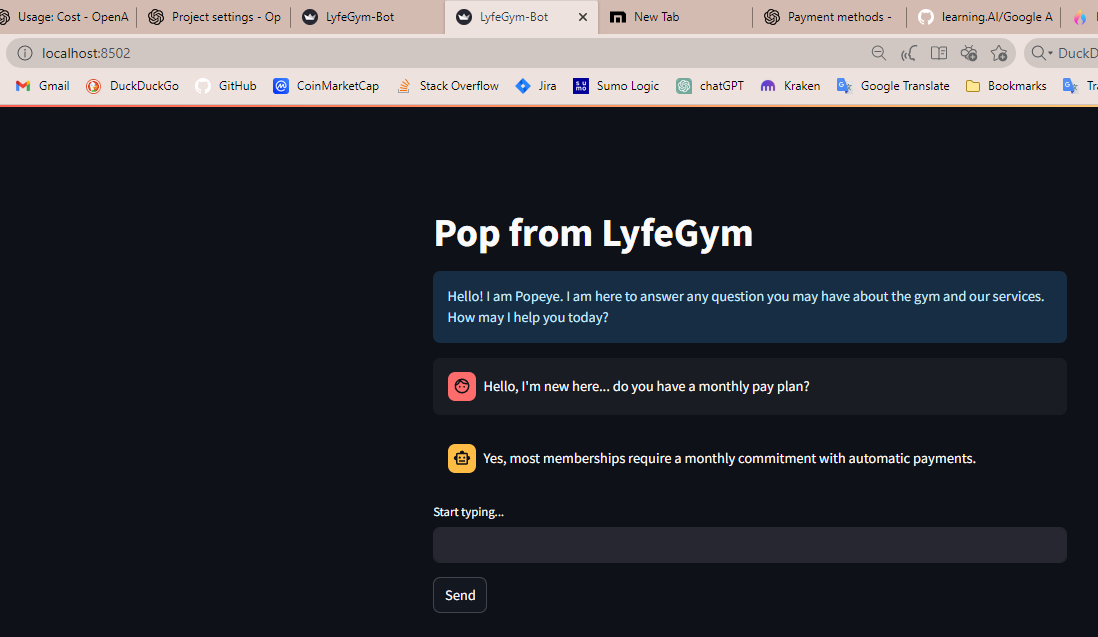 Usage: Cost - OpenA
Project settings - Op
LyfeGym-Bot
LyfeGym-Bot
New Tab
Payment methods -
learning.AI/Google A
localhost:8502
DuckD
Gmail
DuckDuckGo
GitHub
CoinMarketCap
Stack Overflow
Jira
sumo
Sumo Logic
chatGPT
Kraken
Google Translate
Bookmarks
Tra
Pop from LyfeGym
Hello! I am Popeye. I am here to answer any question you may have about the gym and our services.
How may I help you today?
Hello, I'm new here... do you have a monthly pay plan?
Yes, most memberships require a monthly commitment with automatic payments.
Start typing...
Send